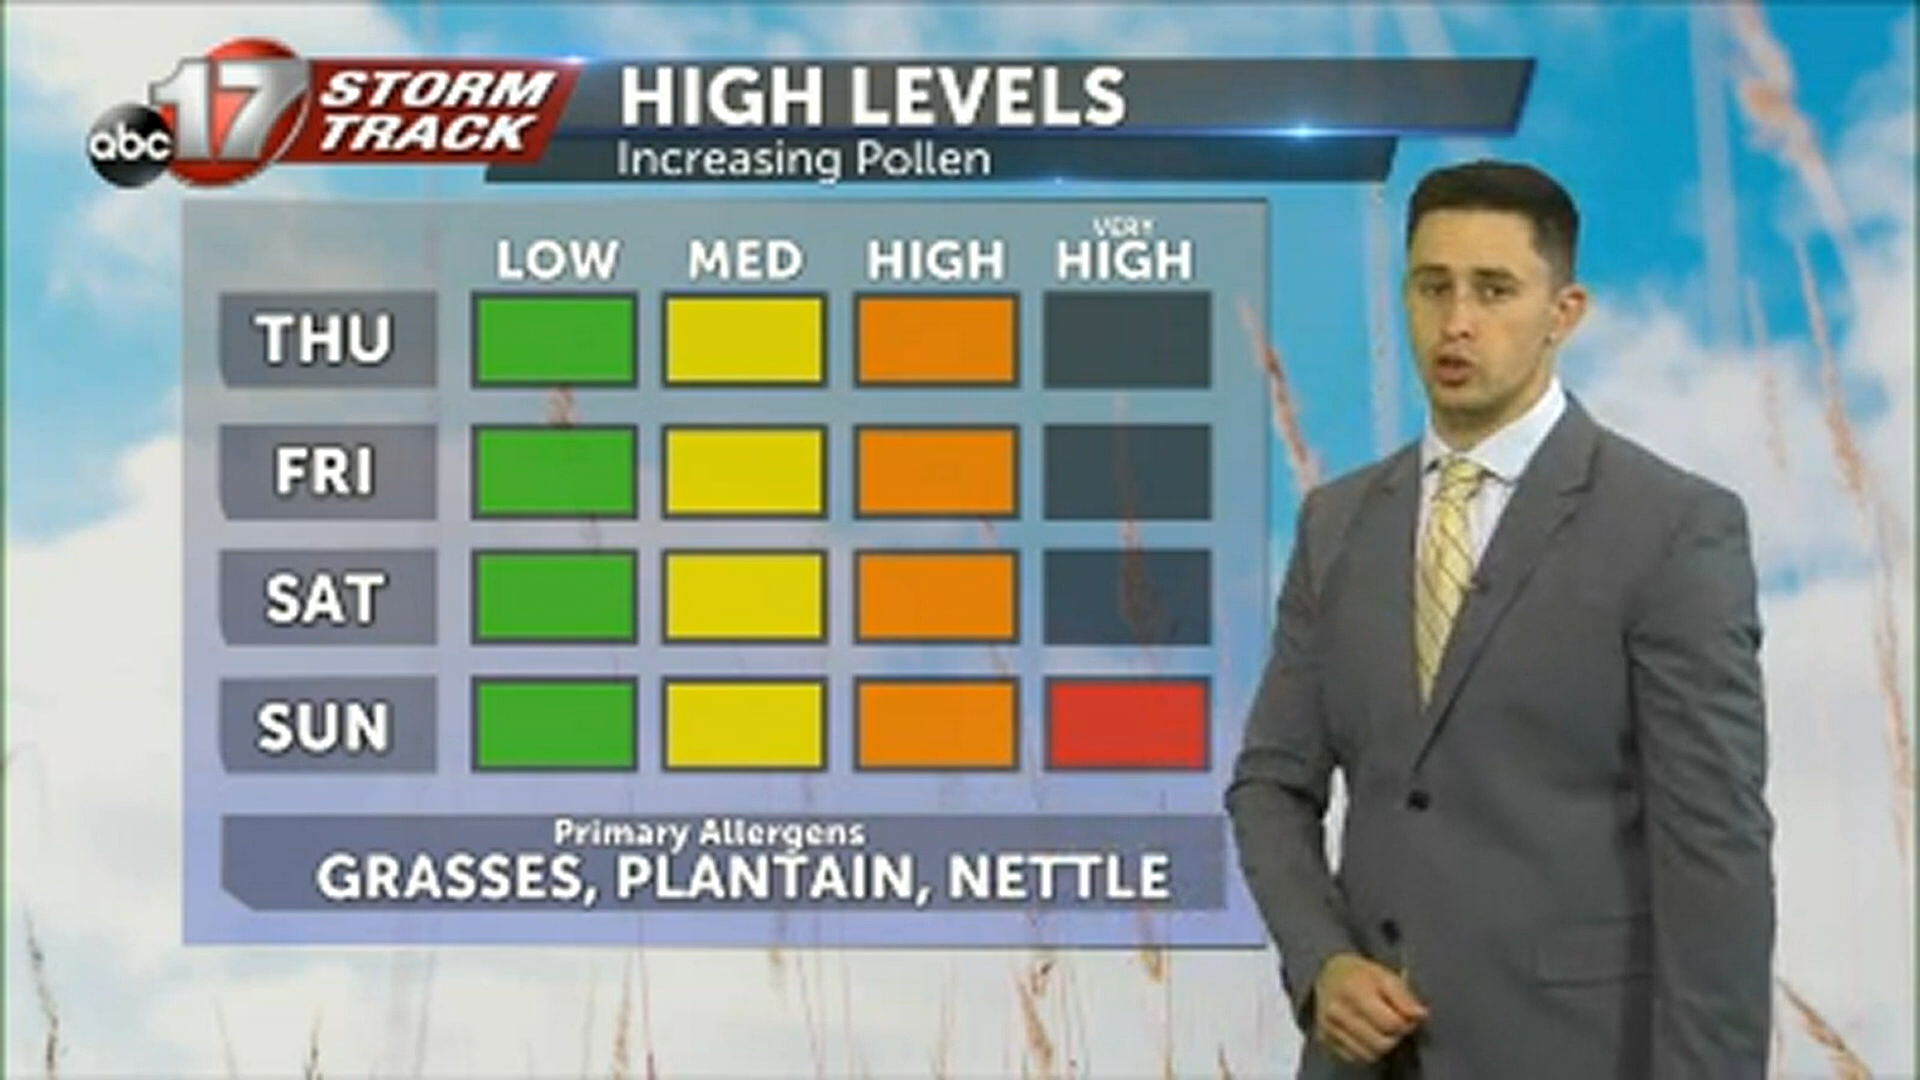 abc 17 STORM
TRACK
HIGH LEVELS
Increasing Pollen
LOW MED HIGH VERY HIGH
THU
FRI
SAT
SUN
Primary Allergens
GRASSES, PLANTAIN, NETTLE